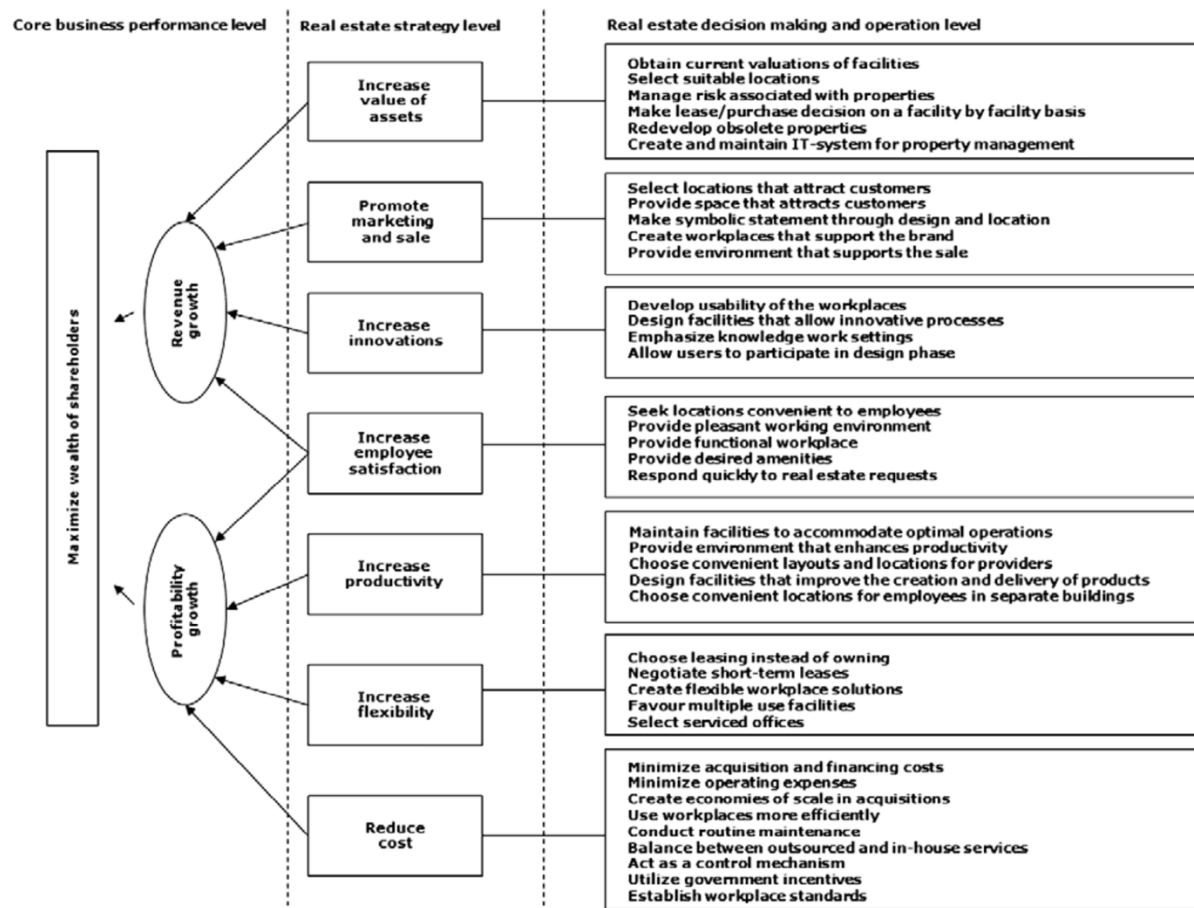 Core business performance level
Real estate strategy level
Real estate decision making and operation level
Maximize wealth of shareholders
Revenue
growth
Profitability
growth
Increase
value of
assets
Obtain current valuations of facilities
Select suitable locations
Manage risk associated with properties
Make lease/purchase decision on a facility by facility basis
Redevelop obsolete properties
Create and maintain IT-system for property management
Promote
marketing
and sale
Select locations that attract customers
Provide space that attracts customers
Make symbolic statement through design and location
Create workplaces that support the brand
Provide environment that supports the sale
Increase
innovations
Develop usability of the workplaces
Design facilities that allow innovative processes
Emphasize knowledge work settings
Allow users to participate in design phase
Increase
employee
satisfaction
Seek locations convenient to employees
Provide pleasant working environment
Provide functional workplace
Provide desired amenities
Respond quickly to real estate requests
Increase
productivity
Maintain facilities to accommodate optimal operations
Provide environment that enhances productivity
Choose convenient layouts and locations for providers
Design facilities that improve the creation and delivery of products
Choose convenient locations for employees in separate buildings
Increase
flexibility
Choose leasing instead of owning
Negotiate short-term leases
Create flexible workplace solutions
Favour multiple use facilities
Select serviced offices
Reduce
cost
Minimize acquisition and financing costs
Minimize operating expenses
Create economies of scale in acquisitions
Use workplaces more efficiently
Conduct routine maintenance
Balance between outsourced and in-house services
Act as a control mechanism
Utilize government incentives
Establish workplace standards